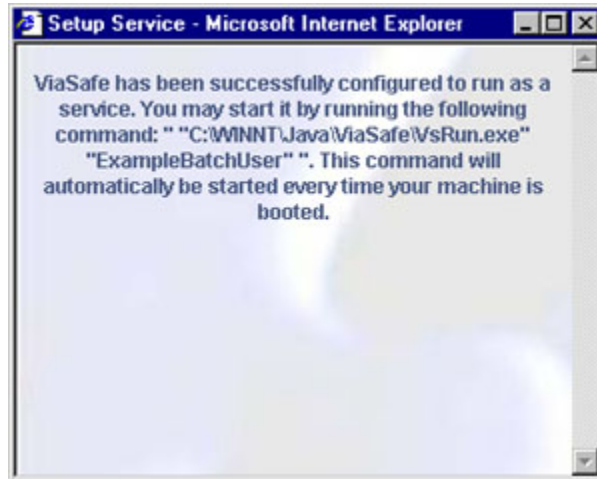 Setup Service - Microsoft Internet Explorer
ViaSafe has been successfully configured to run as a
service. You may start it by running the following
command: " "C:\WINNT\Java\ViaSafe\VsRun.exe"
"ExampleBatchUser" ". This command will
automatically be started every time your machine is
booted.